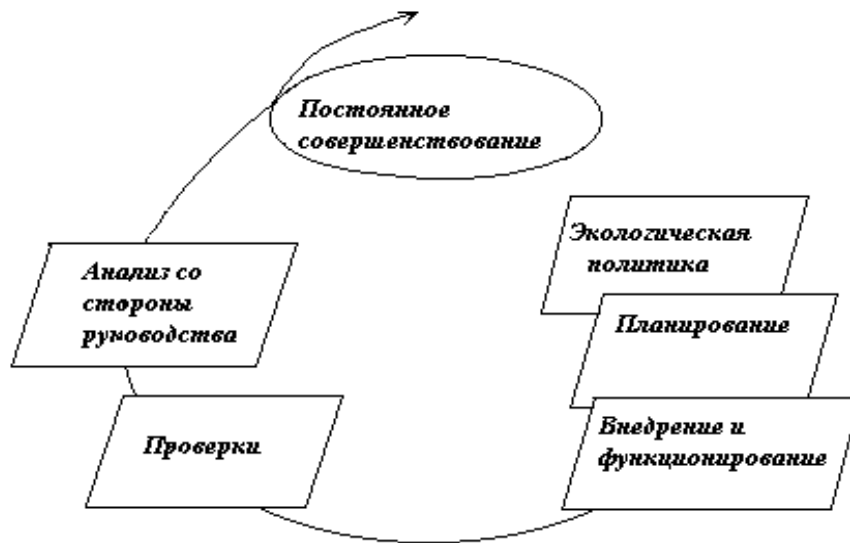 Постоянное
совершенствование
Экологическая
политика
Планирование
Внедрение и
функционирование
Проверки
Анализ со
стороны
руководства